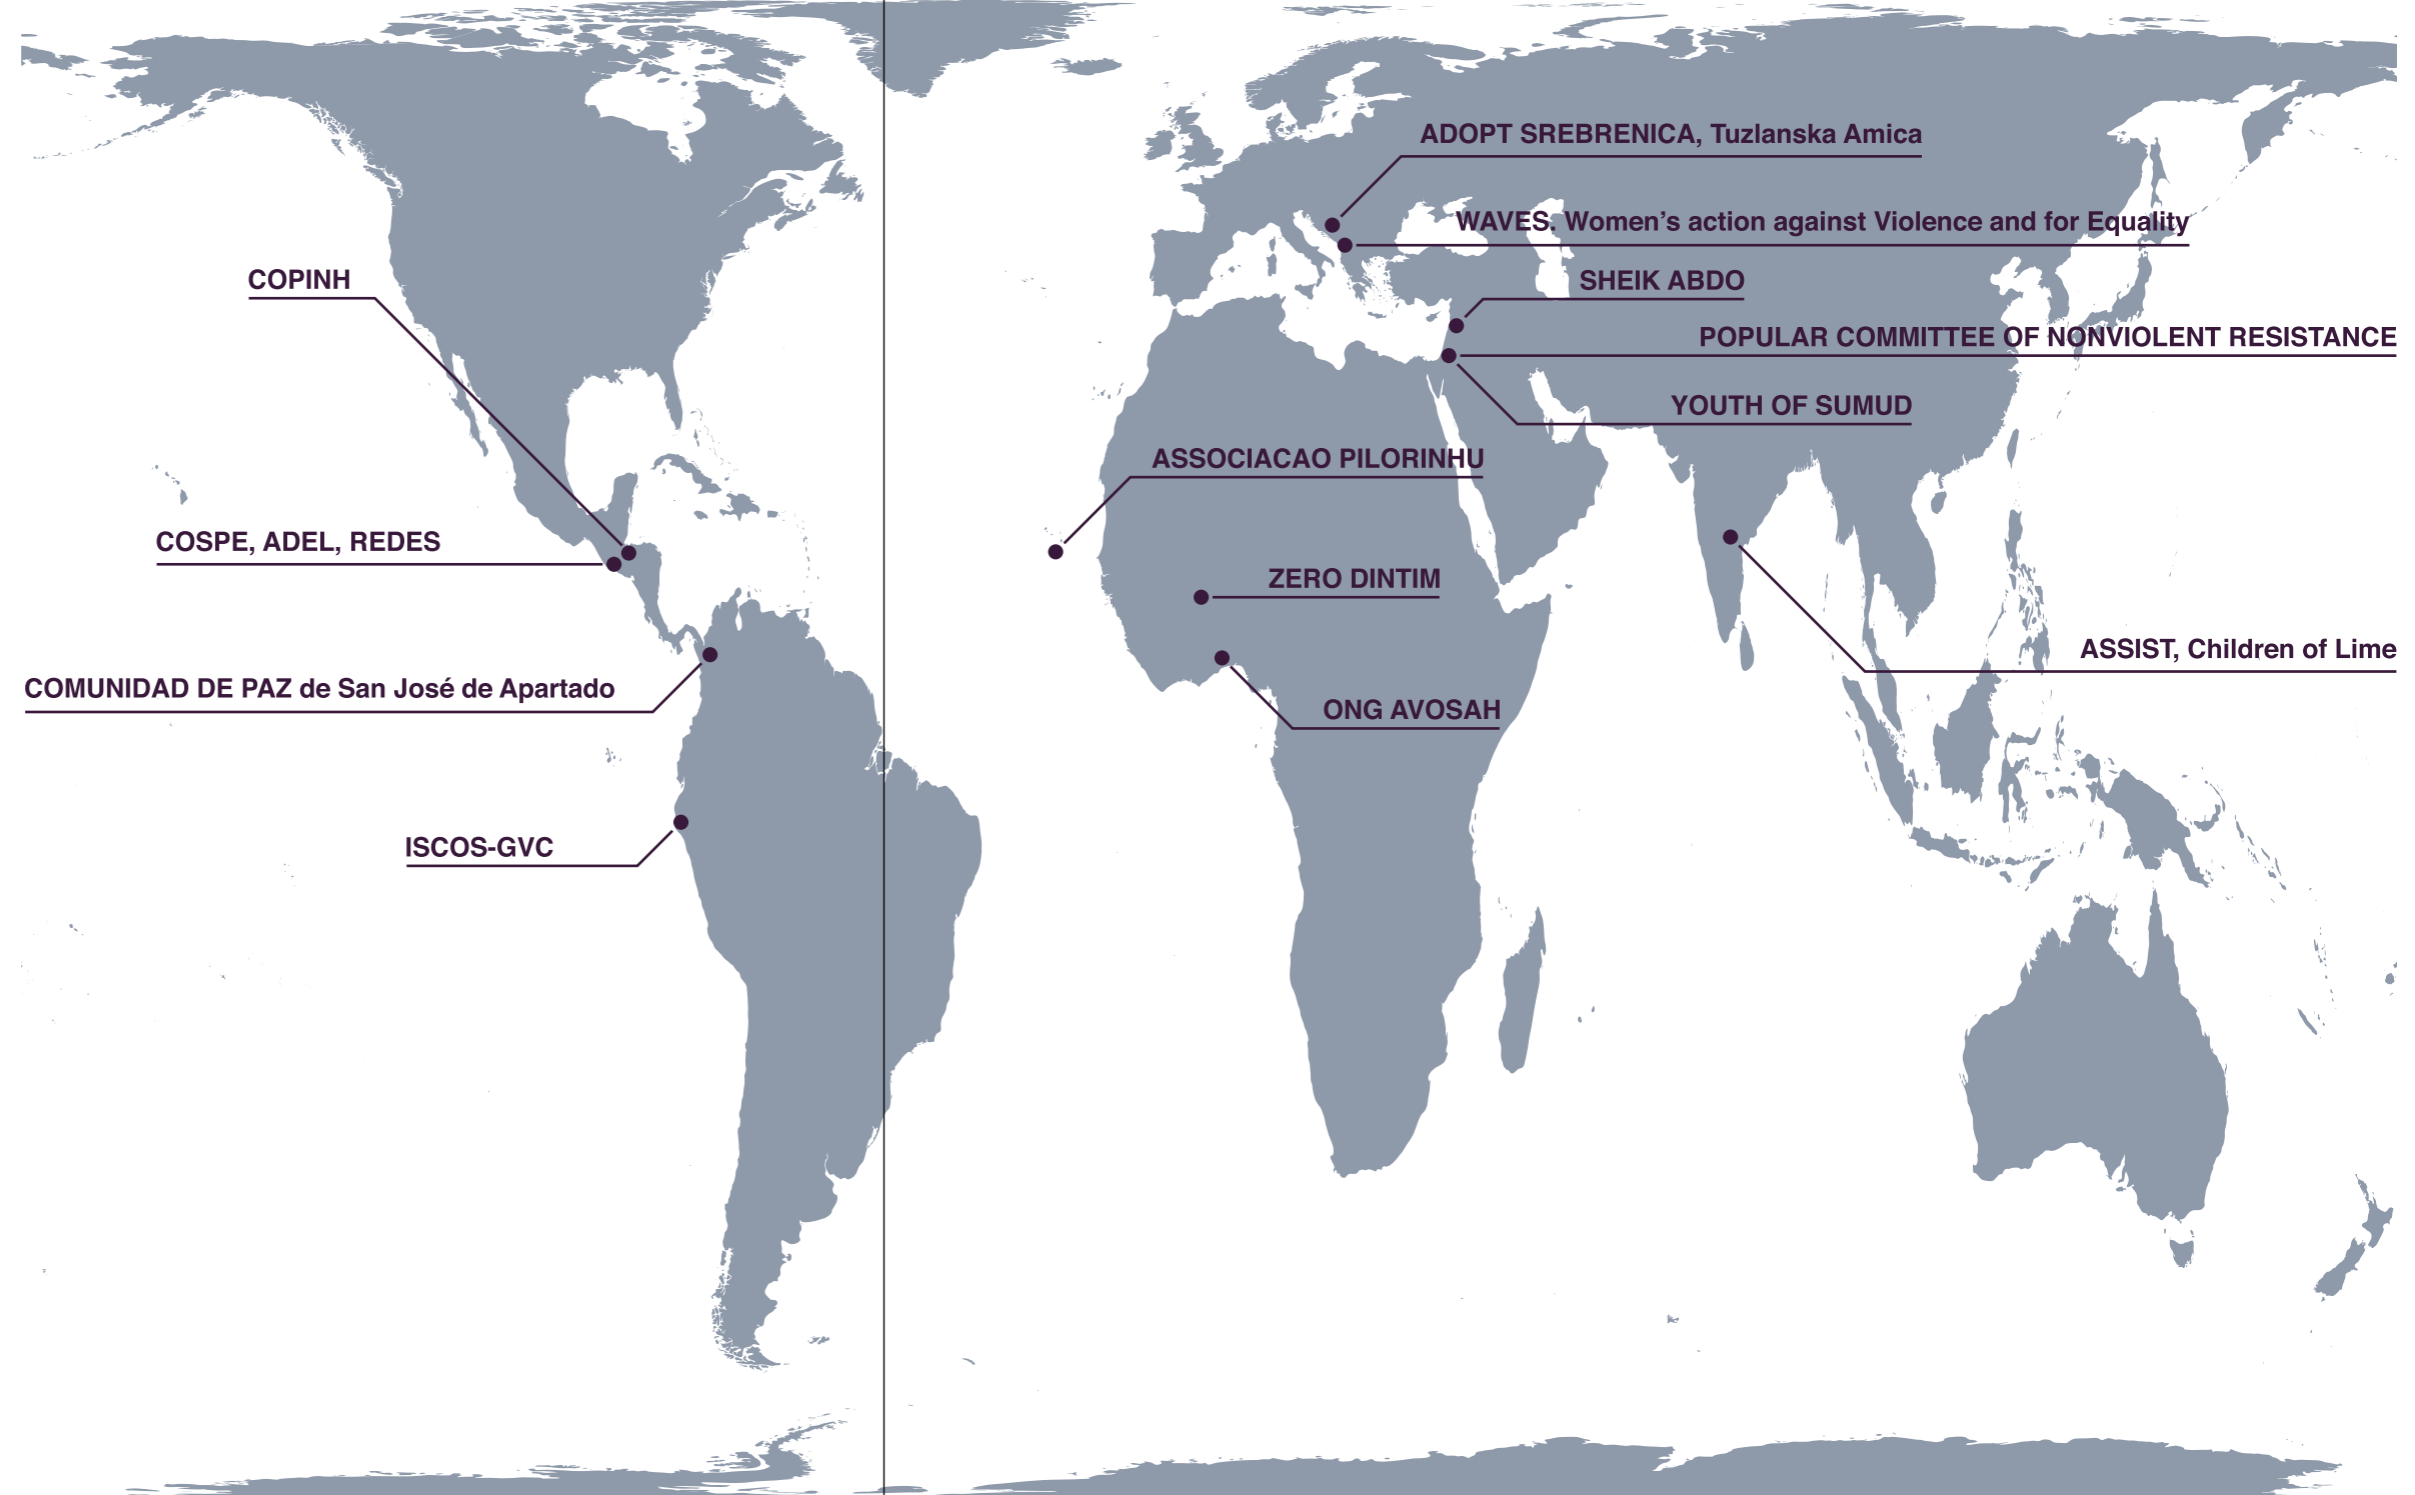 ADOPT SREBRENICA, Tuzlanska Amica
WAVES. Women’s action against Violence and for Equality
COPINH
SHEIK ABDO
POPULAR COMMITTEE OF NONVIOLENT RESISTANCE
YOUTH OF SUMUD
ASSOCIACAO PILORINHU
COSPE, ADEL, REDES
ZERO DINTIM
ASSIST, Children of Lime
COMUNIDAD DE PAZ de San José de Apartado
ONG AVOSAH
ISCOS-GVC